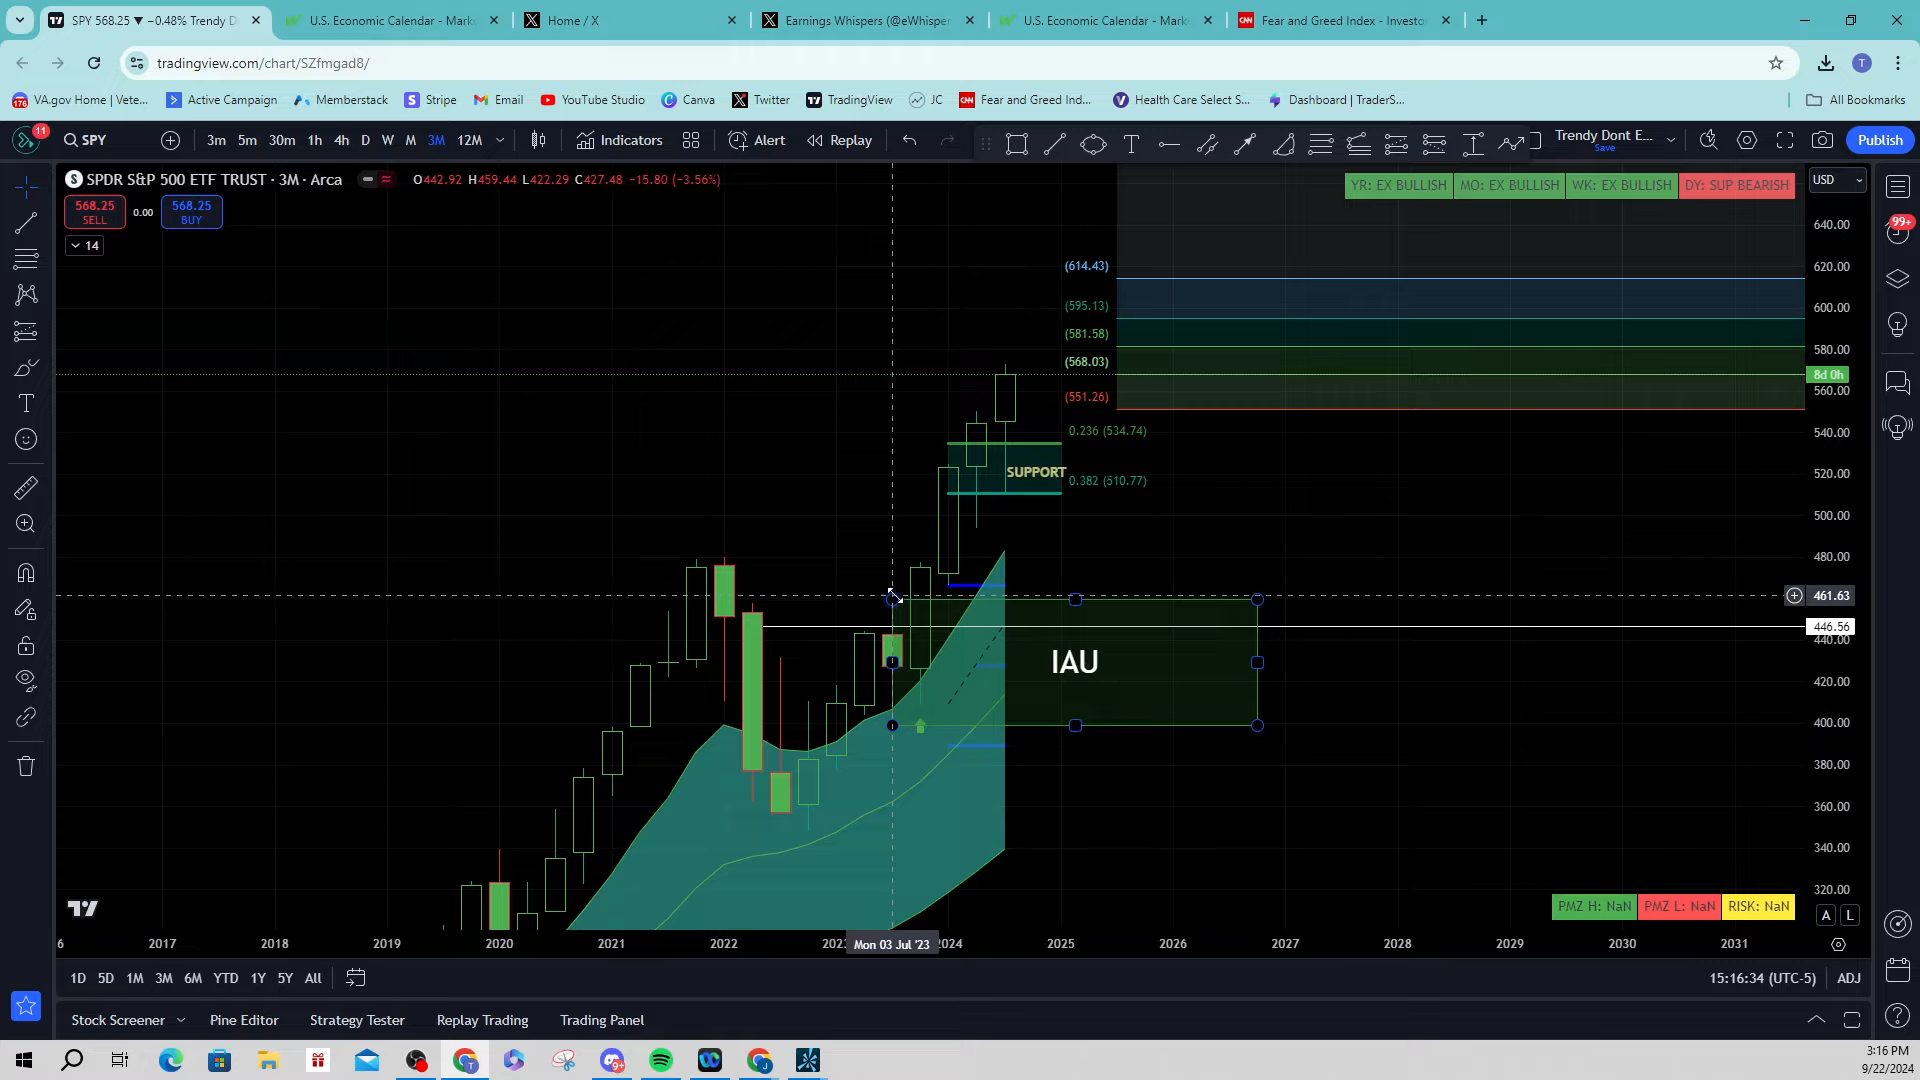 SPY 568.25 ▼ −0.48% Trendy D
U.S. Economic Calendar - Mark
Home / X
Earnings Whispers (@eWhisper
U.S. Economic Calendar - Mark
Fear and Greed Index - Investo
tradingview.com/chart/SZfmgad8/
T
VA.gov Home | Vete...
Active Campaign
Memberstack
Stripe
Email
YouTube Studio
Canva
Twitter
TradingView
JC
Fear and Greed Ind...
Health Care Select S...
Dashboard | TraderS...
All Bookmarks
11
SPY
3m 5m 30m 1h 4h D W M 3M 12M
Indicators
Alert
Replay
Trendy Dont E...
Save
Publish
SPDR S&P 500 ETF TRUST · 3M · Arca
O442.92 H459.44 L422.29 C427.48 −15.80 (−3.56%)
568.25
SELL
0.00
568.25
BUY
14
YR: EX BULLISH
MO: EX BULLISH
WK: EX BULLISH
DY: SUP BEARISH
USD
99+
(614.43)
(595.13)
(581.58)
(568.03)
(551.26)
0.236 (534.74)
SUPPORT
0.382 (510.77)
IAU
640.00
620.00
600.00
580.00
8d 0h
560.00
540.00
520.00
500.00
480.00
461.63
446.56
440.00
420.00
400.00
380.00
360.00
340.00
320.00
PMZ H: NaN
PMZ L: NaN
RISK: NaN
A
L
6 2017 2018 2019 2020 2021 2022 2023 Mon 03 Jul '23 2024 2025 2026 2027 2028 2029 2030 2031
1D 5D 1M 3M 6M YTD 1Y 5Y All
15:16:34 (UTC-5)
ADJ
Stock Screener
Pine Editor
Strategy Tester
Replay Trading
Trading Panel
3:16 PM
9/22/2024